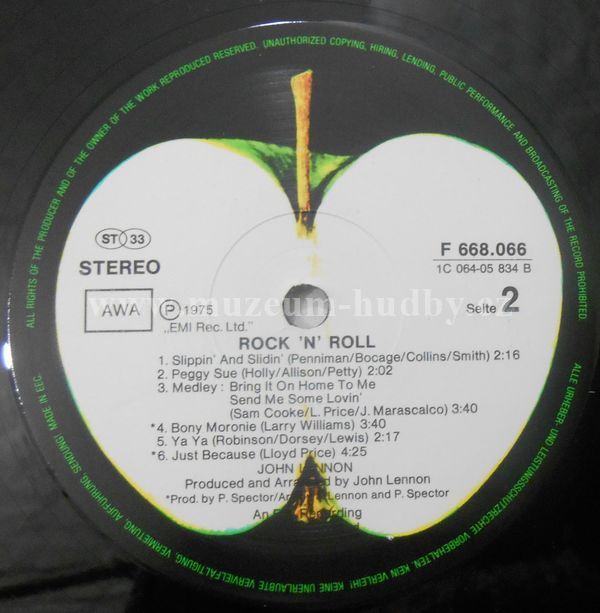 ALL RIGHTS OF THE PRODUCER AND OF THE OWNER OF THE WORK REPRODUCED RESERVED. UNAUTHORIZED COPYING, HIRING, LENDING, PUBLIC PERFORMANCE AND BROADCASTING OF THE RECORD PROHIBITED.
ST 33
STEREO
F 668.066
1C 064-05 834 B
AWA
P 1975
„EMI Rec. Ltd."
Seite 2
www.muzeum-hudby.cz
ROCK 'N' ROLL
1. Slippin' And Slidin' (Penniman/Bocage/Collins/Smith) 2:16
2. Peggy Sue (Holly/Allison/Petty) 2:02
3. Medley: Bring It On Home To Me
Send Me Some Lovin'
(Sam Cooke/L. Price/J. Marascalco) 3:40
*4. Bony Moronie (Larry Williams) 3:40
5. Ya Ya (Robinson/Dorsey/Lewis) 2:17
*6. Just Because (Lloyd Price) 4:25
JOHN LENNON
Produced and Arranged by John Lennon
*Prod. by P. Spector/Arr. Lennon and P. Spector
An Recording
ALLE URHEBER- UND LEISTUNGSSCHUTZRECHTE VORBEHALTEN. KEIN VERLEIH! KEINE UNERLAUBTE VERVIELFÄLTIGUNG, VERMIETUNG, AUFFÜHRUNG, SENDUNG! MADE IN EEC.